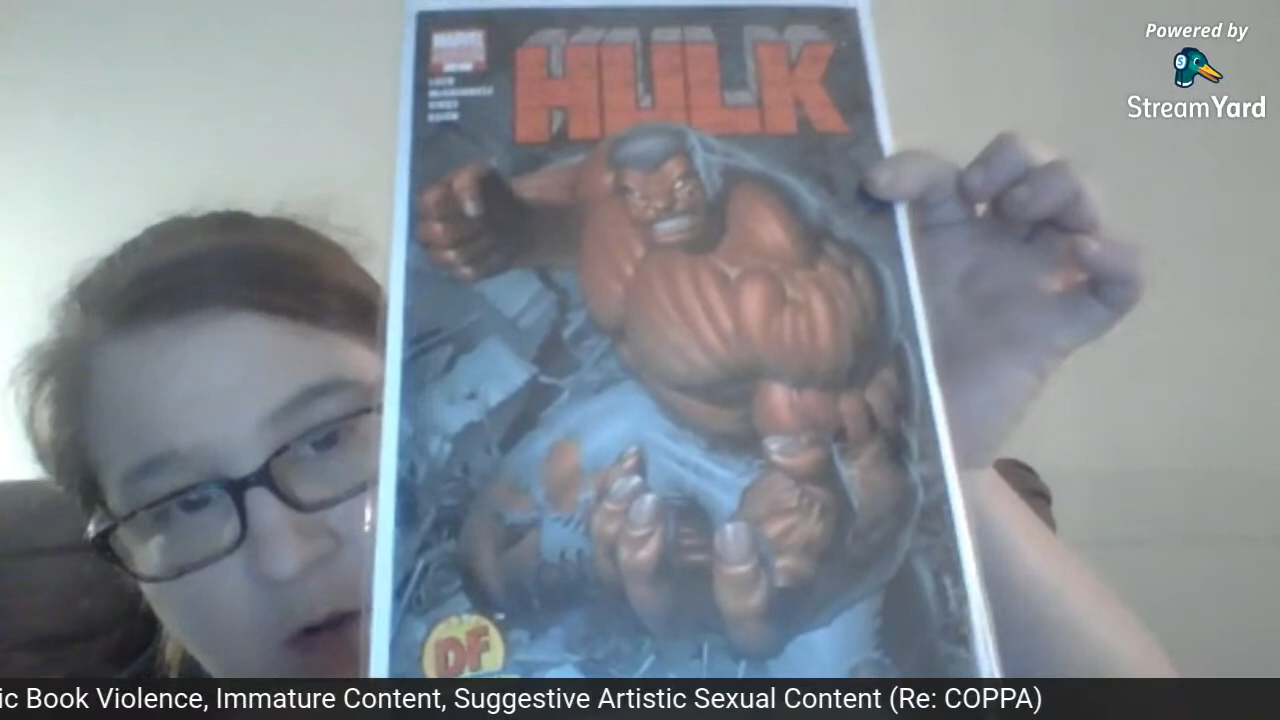 MARVEL
HULK
Powered by
StreamYard
DF
ic Book Violence, Immature Content, Suggestive Artistic Sexual Content (Re: COPPA)